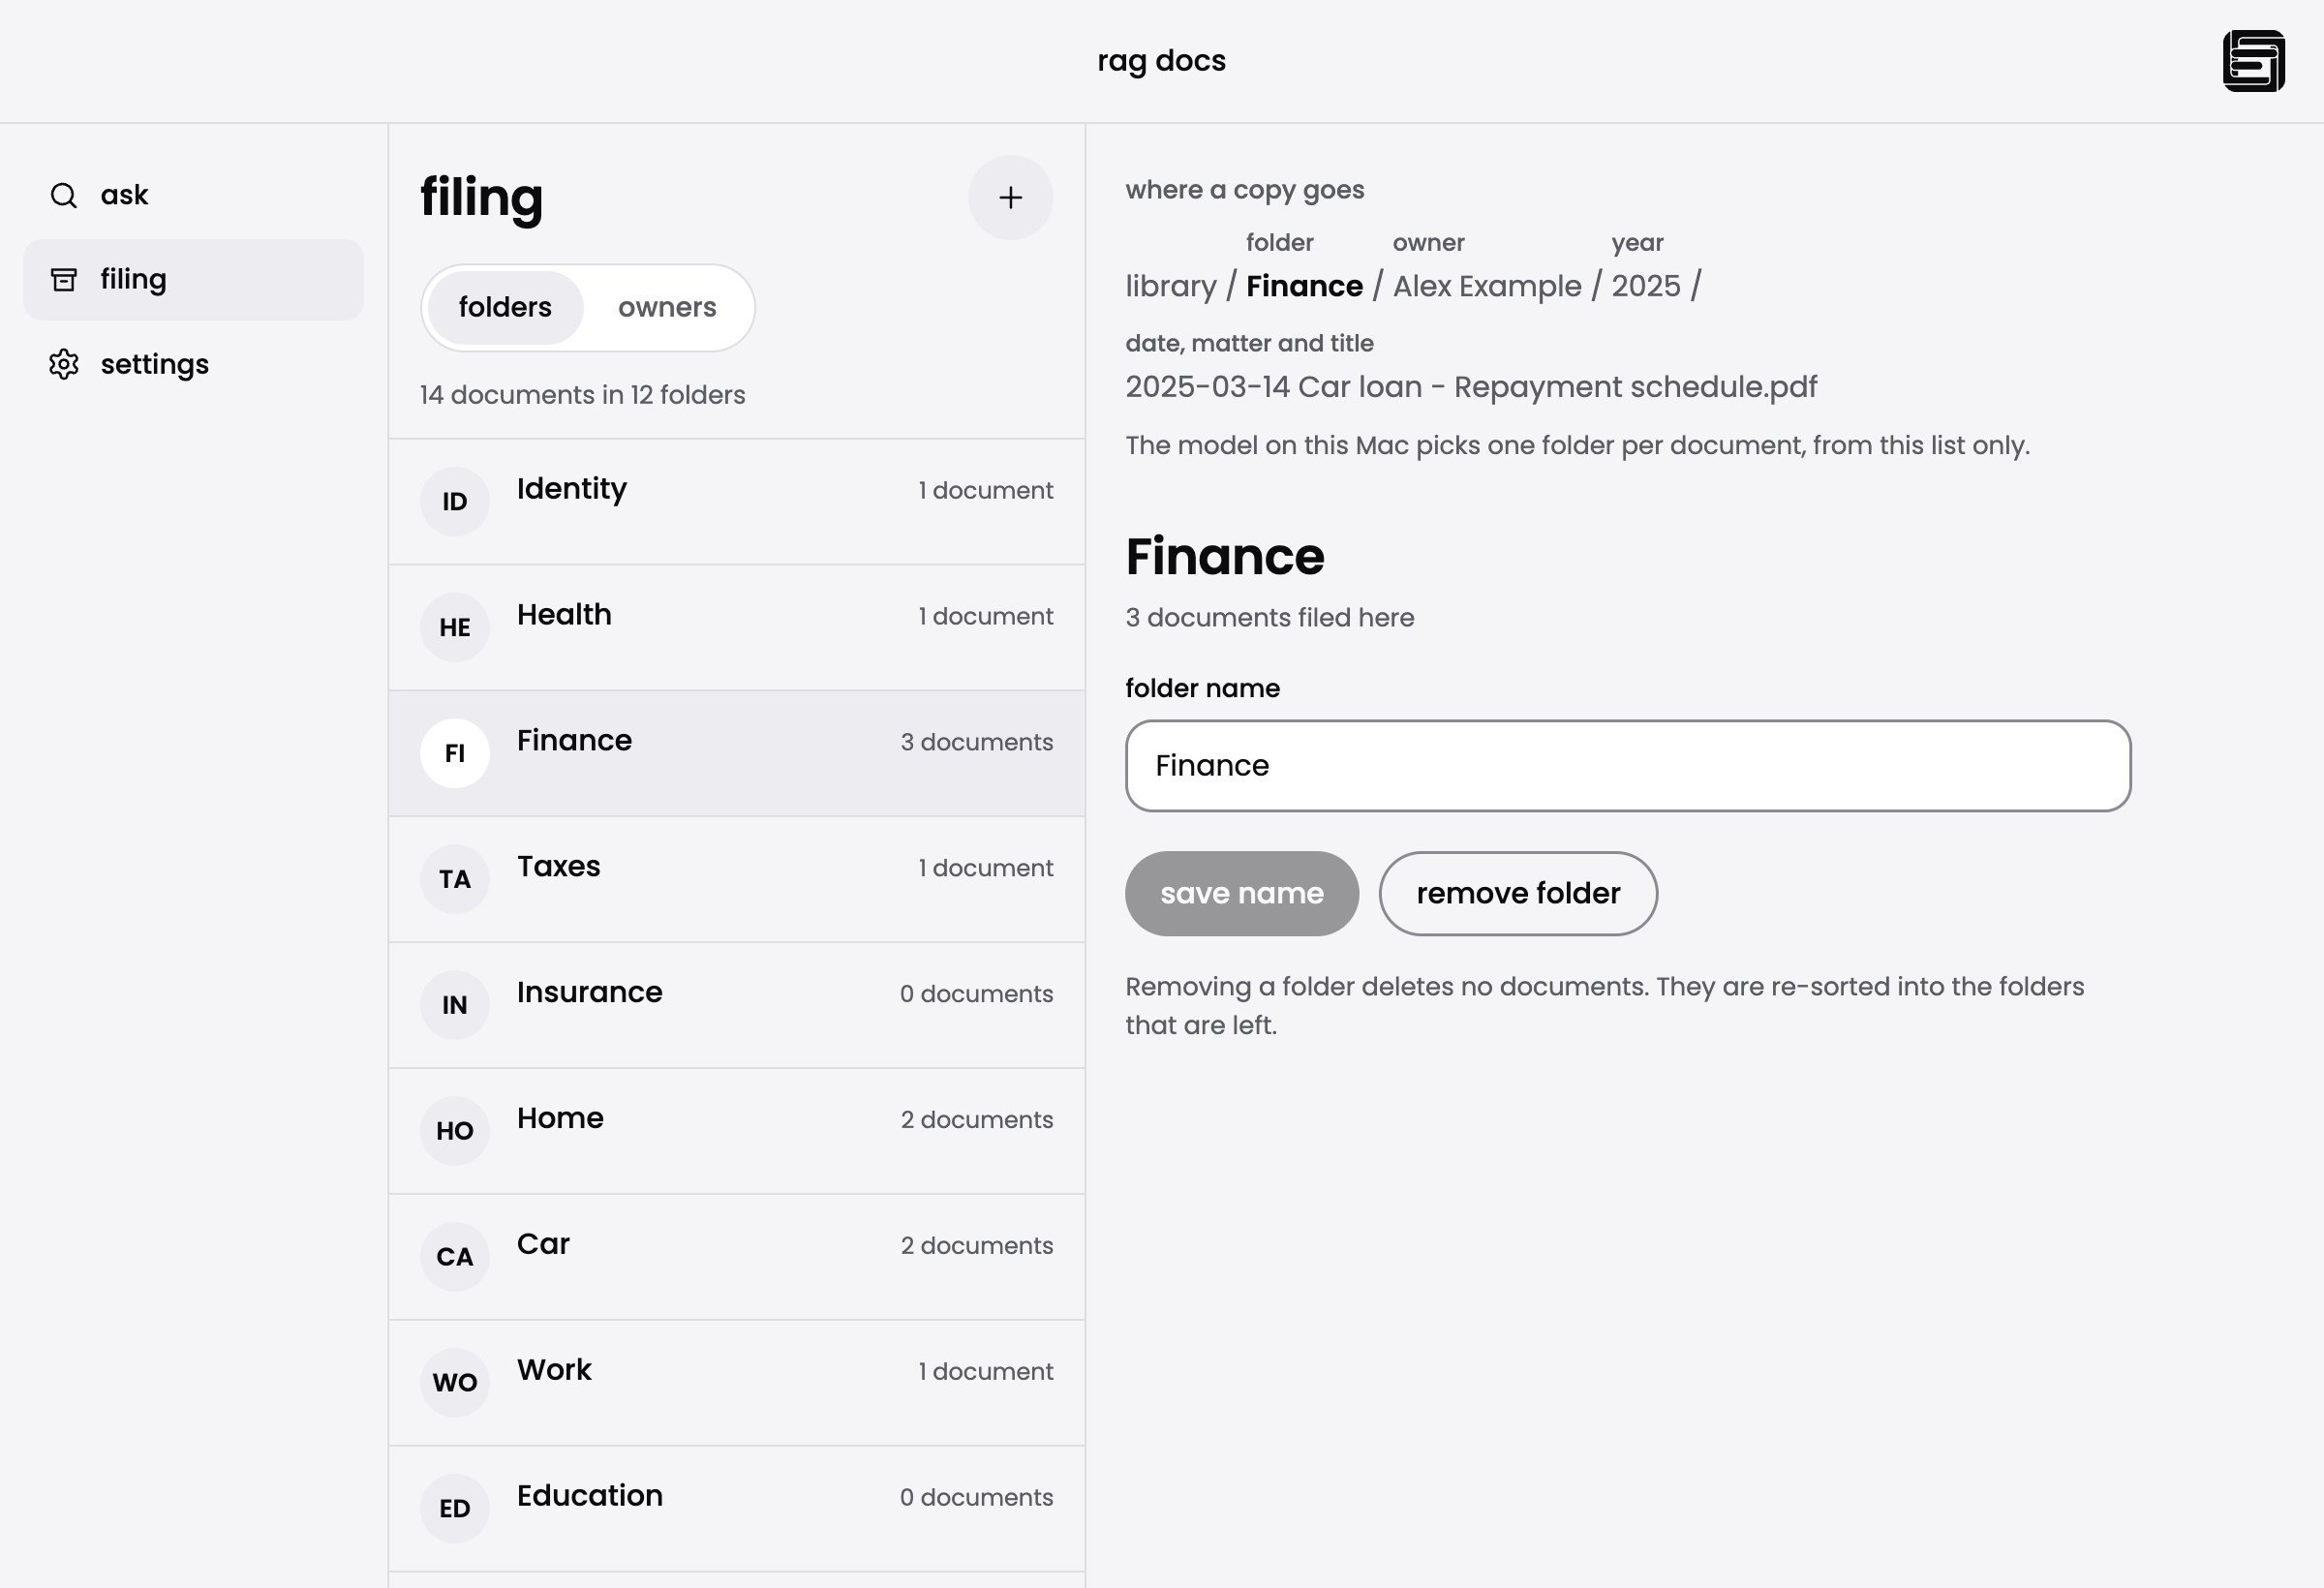 rag docs
ask
filing
settings
filing
folders owners
14 documents in 12 folders
ID Identity 1 document
HE Health 1 document
FI Finance 3 documents
TA Taxes 1 document
IN Insurance 0 documents
HO Home 2 documents
CA Car 2 documents
WO Work 1 document
ED Education 0 documents
where a copy goes
folder owner year
library / Finance / Alex Example / 2025 /
date, matter and title
2025-03-14 Car loan - Repayment schedule.pdf
The model on this Mac picks one folder per document, from this list only.
Finance
3 documents filed here
folder name
Finance
save name remove folder
Removing a folder deletes no documents. They are re-sorted into the folders
that are left.